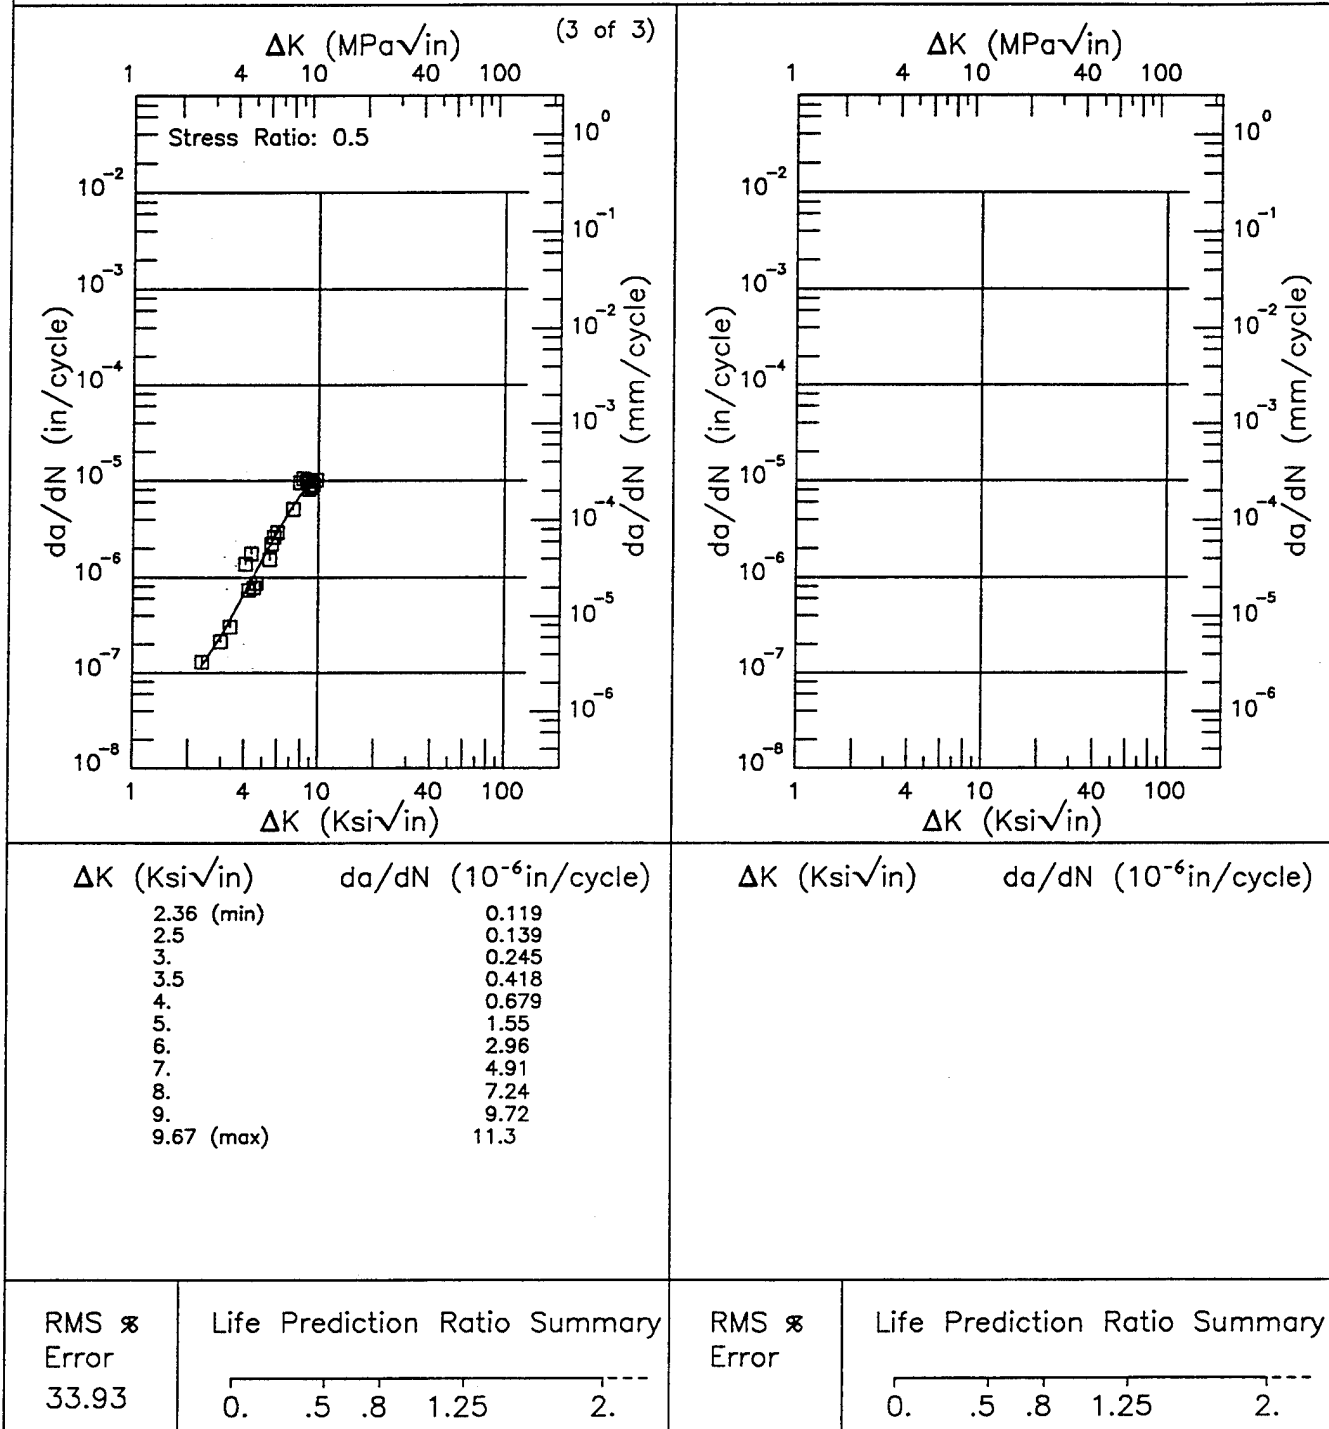 (3 of 3)
ΔK (MPa√in)
1 4 10 40 100
Stress Ratio: 0.5
da/dN (in/cycle)
10⁻²
10⁻³
10⁻⁴
10⁻⁵
10⁻⁶
10⁻⁷
10⁻⁸
10⁰
10⁻¹
10⁻²
10⁻³
10⁻⁴
10⁻⁵
10⁻⁶
da/dN (mm/cycle)
1 4 10 40 100
ΔK (Ksi√in)
ΔK (MPa√in)
1 4 10 40 100
da/dN (in/cycle)
10⁻²
10⁻³
10⁻⁴
10⁻⁵
10⁻⁶
10⁻⁷
10⁻⁸
10⁰
10⁻¹
10⁻²
10⁻³
10⁻⁴
10⁻⁵
10⁻⁶
da/dN (mm/cycle)
1 4 10 40 100
ΔK (Ksi√in)
ΔK (Ksi√in) da/dN (10⁻⁶in/cycle)
2.36 (min) 0.119
2.5 0.139
3. 0.245
3.5 0.418
4. 0.679
5. 1.55
6. 2.96
7. 4.91
8. 7.24
9. 9.72
9.67 (max) 11.3
ΔK (Ksi√in) da/dN (10⁻⁶in/cycle)
RMS %
Error
33.93
Life Prediction Ratio Summary
0. .5 .8 1.25 2.
RMS %
Error
Life Prediction Ratio Summary
0. .5 .8 1.25 2.